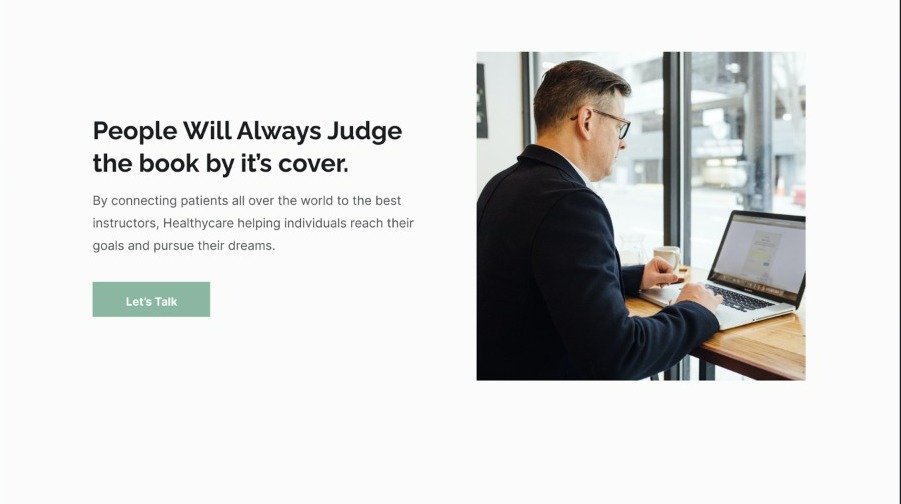 People Will Always Judge
the book by it's cover.
By connecting patients all over the world to the best
instructors, Healthycare helping individuals reach their
goals and pursue their dreams.
Let's Talk